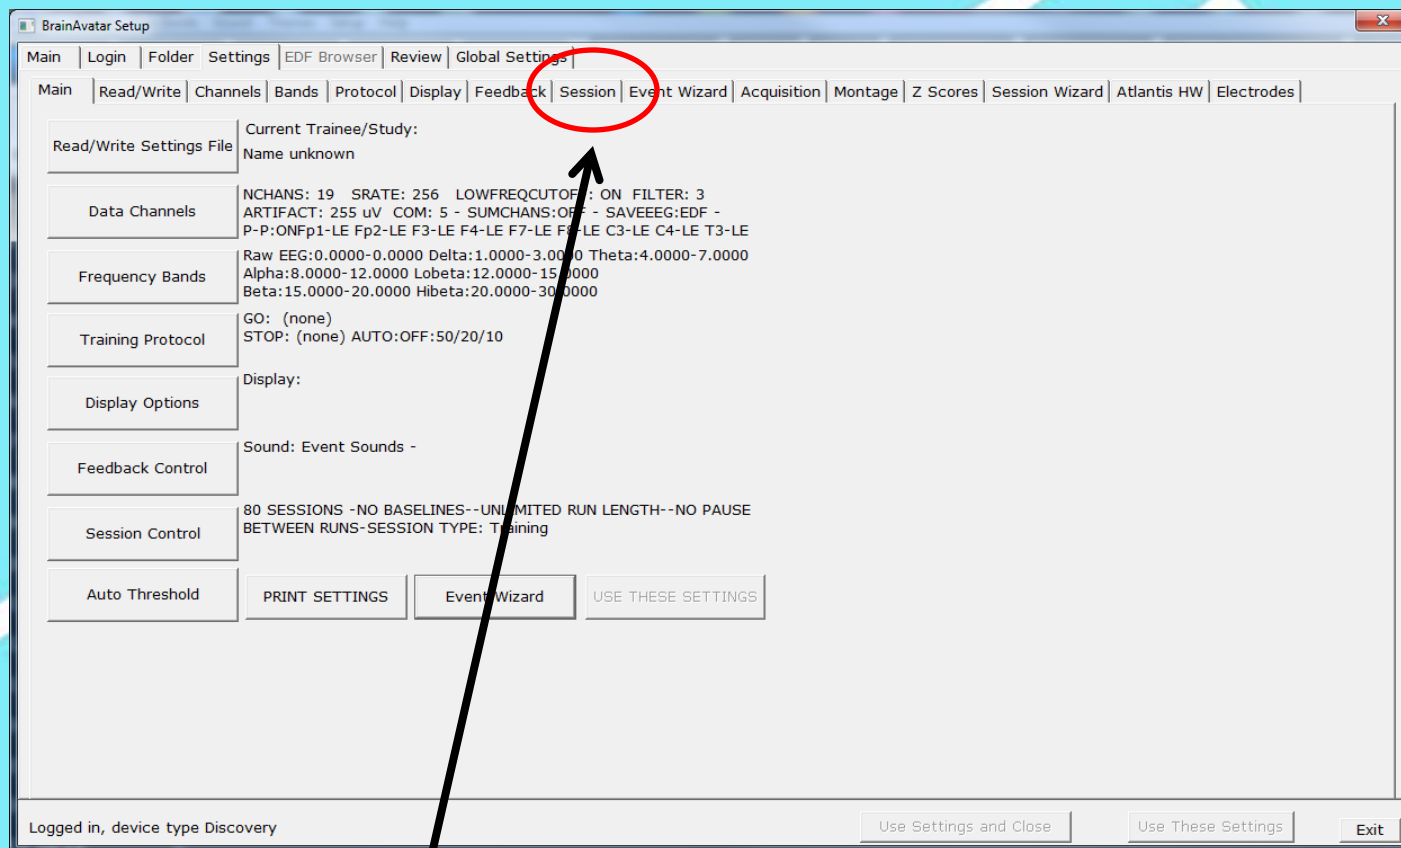 BrainAvatar Setup
Main Login Folder Settings EDF Browser Review Global Settings
Main Read/Write Channels Bands Protocol Display Feedback Session Event Wizard Acquisition Montage Z Scores Session Wizard Atlantis HW Electrodes
Read/Write Settings File
Current Trainee/Study:
Name unknown
Data Channels
NCHANS: 19 SRATE: 256 LOWFREQCUTOFF: ON FILTER: 3
ARTIFACT: 255 uV COM: 5 - SUMCHANS:OFF - SAVEEEG:EDF -
P-P:ONFp1-LE Fp2-LE F3-LE F4-LE F7-LE F8-LE C3-LE C4-LE T3-LE
Frequency Bands
Raw EEG:0.0000-0.0000 Delta:1.0000-3.0000 Theta:4.0000-7.0000
Alpha:8.0000-12.0000 Lobeta:12.0000-15.0000
Beta:15.0000-20.0000 Hibeta:20.0000-30.0000
Training Protocol
GO: (none)
STOP: (none) AUTO:OFF:50/20/10
Display Options
Display:
Feedback Control
Sound: Event Sounds -
Session Control
80 SESSIONS -NO BASELINES--UNLIMITED RUN LENGTH--NO PAUSE
BETWEEN RUNS-SESSION TYPE: Training
Auto Threshold PRINT SETTINGS Event Wizard USE THESE SETTINGS
Logged in, device type Discovery Use Settings and Close Use These Settings Exit